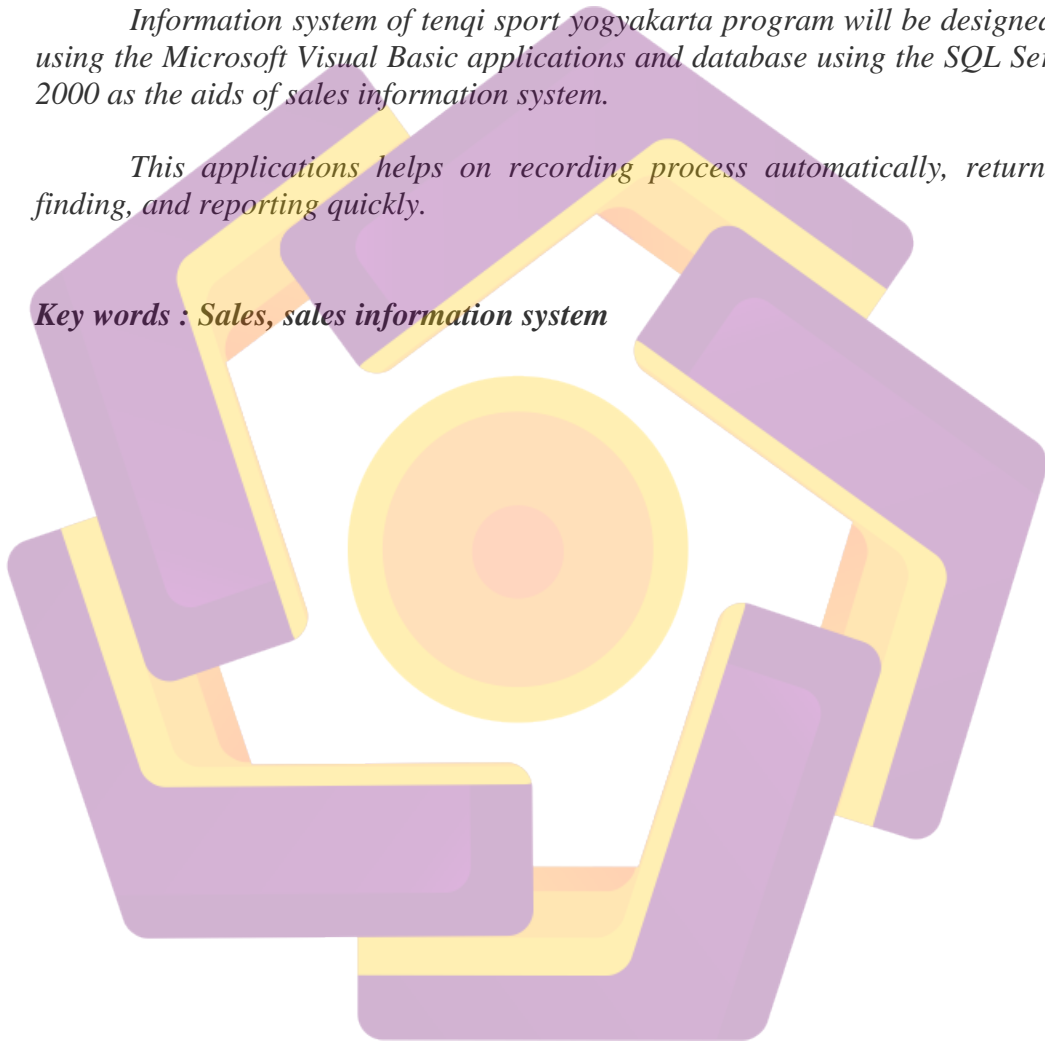 Information system of tenqi sport yogyakarta program will be designed
using the Microsoft Visual Basic applications and database using the SQL Ser
2000 as the aids of sales information system.
This applications helps on recording process automatically, return
finding, and reporting quickly.
Key words : Sales, sales information system